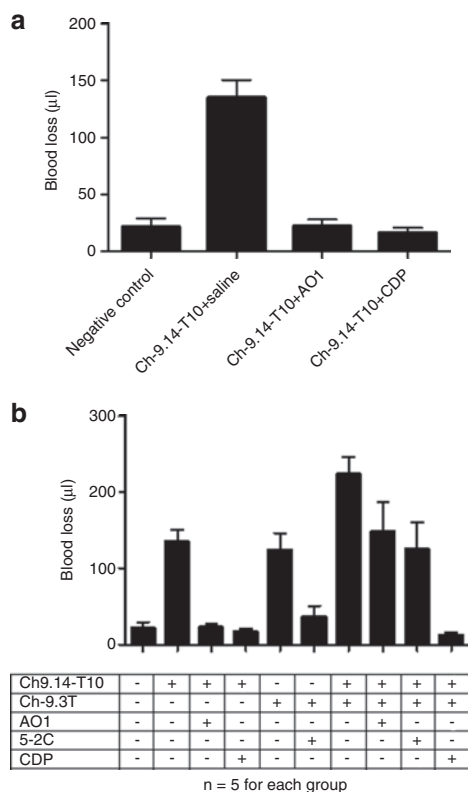 a
200
150
100
50
0
Blood loss (µl)
Negative control
Ch-9.14-T10+saline
Ch-9.14-T10+AO1
Ch-9.14-T10+CDP
b
300
200
100
0
Blood loss (µl)
Ch9.14-T10 - + + + - - + + + +
Ch-9.3T - - - - + + + + + +
AO1 - - + - - - - + - -
5-2C - - - - - + - - + -
CDP - - - + - - - - - +
n = 5 for each group